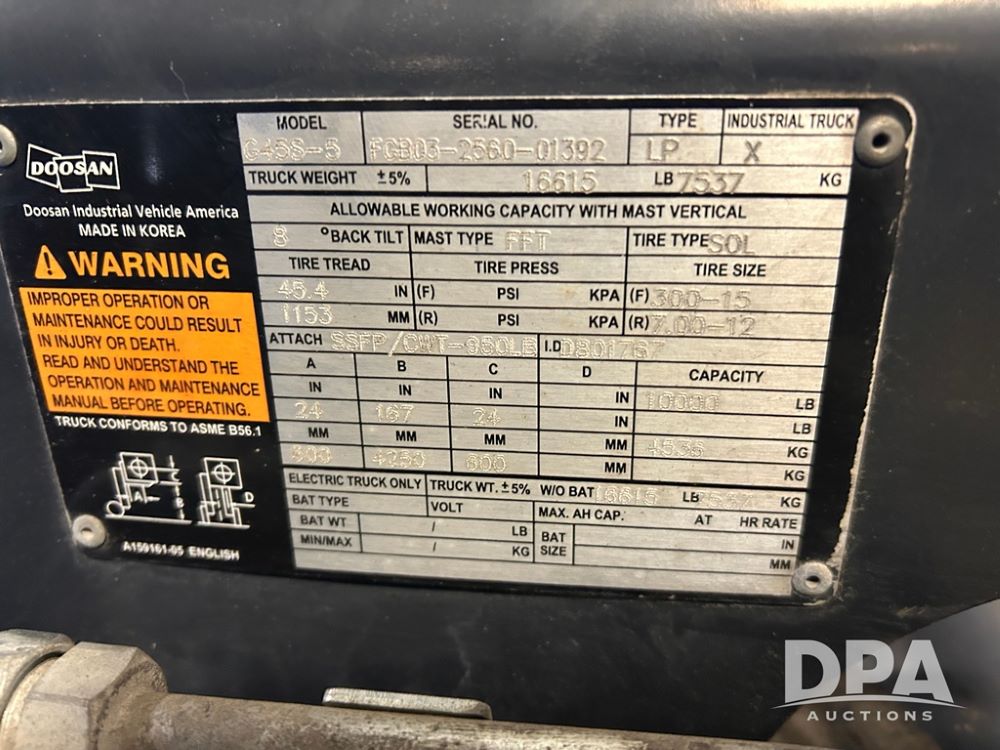 DOOSAN
Doosan Industrial Vehicle America
MADE IN KOREA
WARNING
IMPROPER OPERATION OR
MAINTENANCE COULD RESULT
IN INJURY OR DEATH.
READ AND UNDERSTAND THE
OPERATION AND MAINTENANCE
MANUAL BEFORE OPERATING.
TRUCK CONFORMS TO ASME B56.1
A D
A159161-05 ENGLISH
MODEL SERIAL NO. TYPE INDUSTRIAL TRUCK
G45S-5 FGB03-2560-01392 LP X
TRUCK WEIGHT ±5% 16615 LB 7537 KG
ALLOWABLE WORKING CAPACITY WITH MAST VERTICAL
8 °BACK TILT MAST TYPE FFT TIRE TYPE SOL
TIRE TREAD TIRE PRESS TIRE SIZE
45.4 IN (F) PSI KPA (F) 300-15
1153 MM (R) PSI KPA (R) 7.00-12
ATTACH SSFP/CWT-950LB I.D
A B C D CAPACITY
IN IN IN IN 10000 LB
24 167 24 IN LB
MM MM MM MM 4536 KG
600 4250 600 MM KG
ELECTRIC TRUCK ONLY TRUCK WT. ±5% W/O BAT 16615 LB 7537 KG
BAT TYPE VOLT MAX. AH CAP. AT HR RATE
BAT WT / LB BAT SIZE IN
MIN/MAX / KG MM
DPA
AUCTIONS